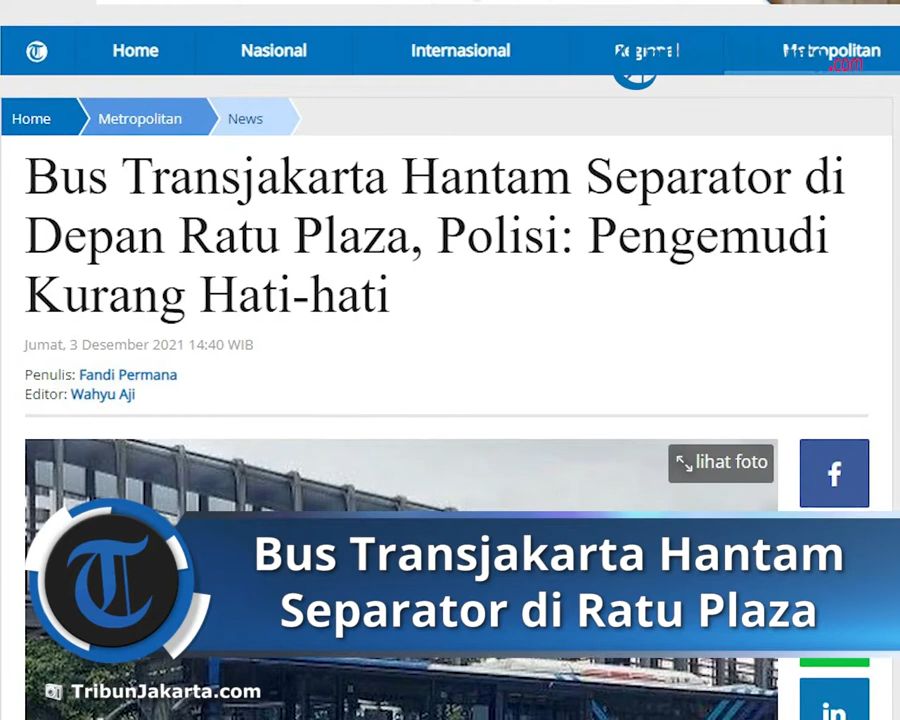 Home Nasional Internasional Regional Metropolitan
.com
Home Metropolitan News
Bus Transjakarta Hantam Separator di
Depan Ratu Plaza, Polisi: Pengemudi
Kurang Hati-hati
Jumat, 3 Desember 2021 14:40 WIB
Penulis: Fandi Permana
Editor: Wahyu Aji
lihat foto
f
Bus Transjakarta Hantam
Separator di Ratu Plaza
TribunJakarta.com
in